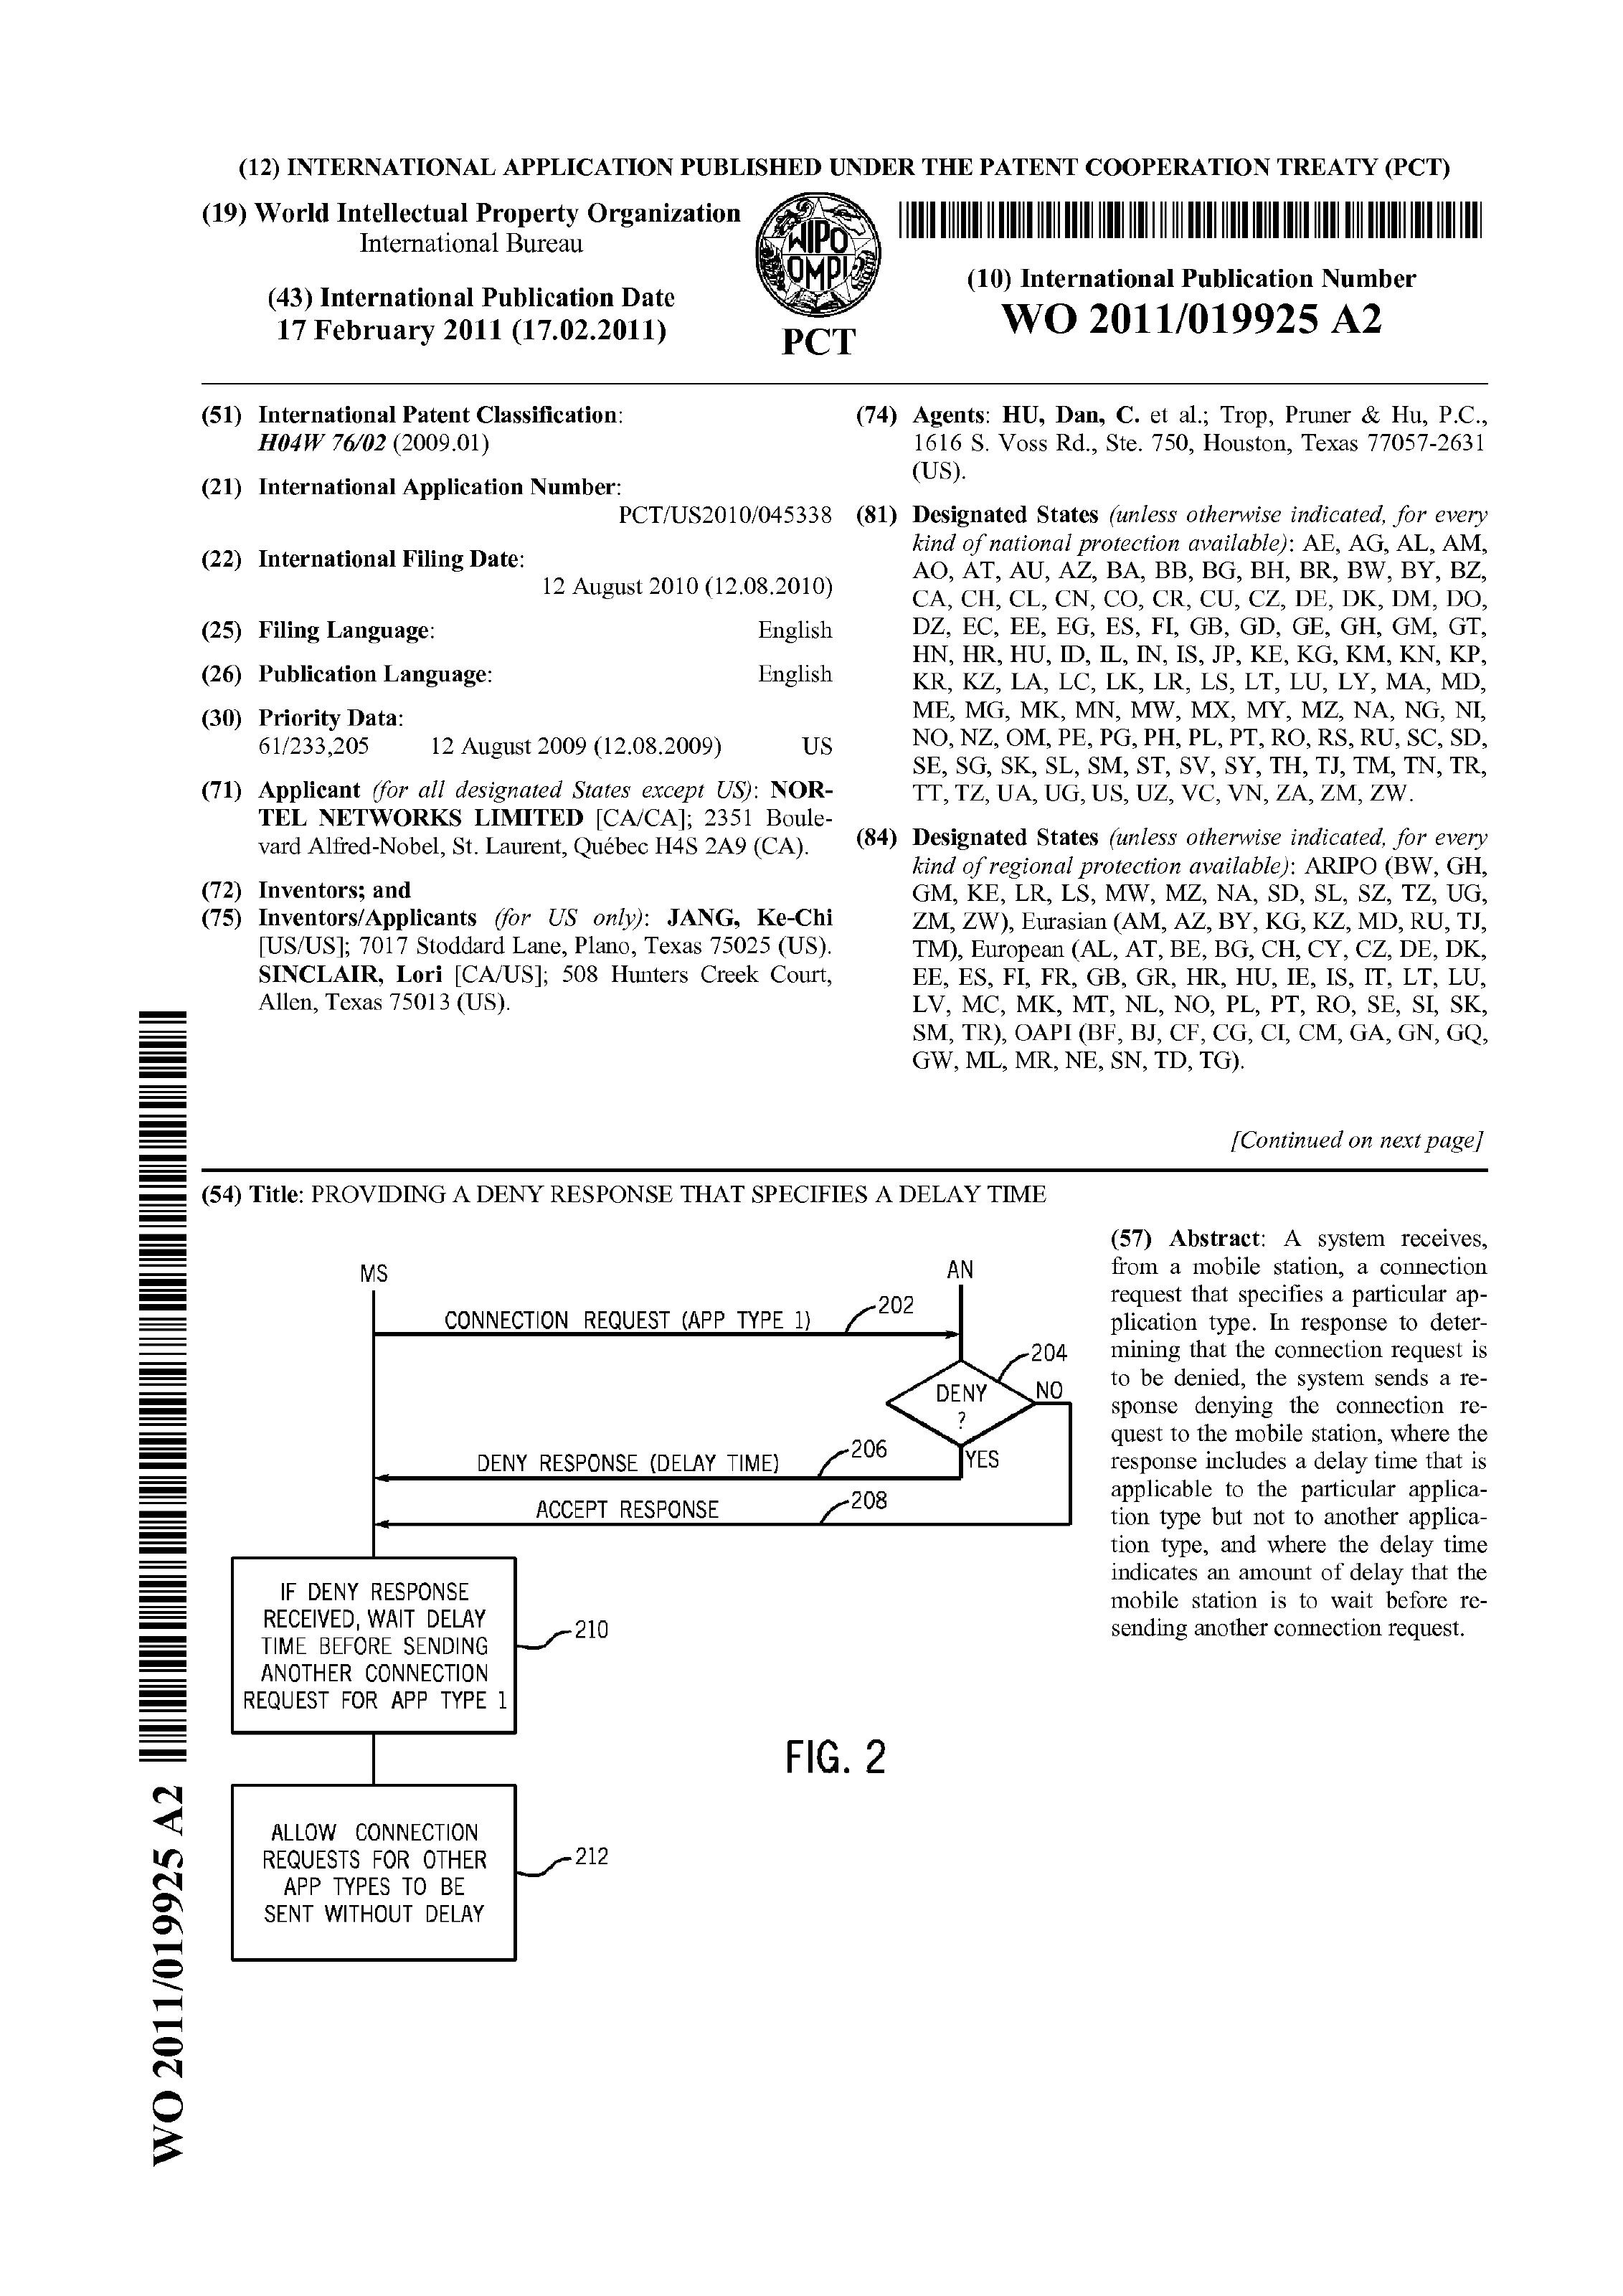 (12) INTERNATIONAL APPLICATION PUBLISHED UNDER THE PATENT COOPERATION TREATY (PCT)
(19) World Intellectual Property Organization
International Bureau
(43) International Publication Date
17 February 2011 (17.02.2011)
WIPO
OMPI
PCT
(10) International Publication Number
WO 2011/019925 A2
(51) International Patent Classification:
H04W 76/02 (2009.01)
(21) International Application Number:
PCT/US2010/045338
(22) International Filing Date:
12 August 2010 (12.08.2010)
(25) Filing Language: English
(26) Publication Language: English
(30) Priority Data:
61/233,205 12 August 2009 (12.08.2009) US
(71) Applicant (for all designated States except US): NOR-
TEL NETWORKS LIMITED [CA/CA]; 2351 Boule-
vard Alfred-Nobel, St. Laurent, Québec H4S 2A9 (CA).
(72) Inventors; and
(75) Inventors/Applicants (for US only): JANG, Ke-Chi
[US/US]; 7017 Stoddard Lane, Plano, Texas 75025 (US).
SINCLAIR, Lori [CA/US]; 508 Hunters Creek Court,
Allen, Texas 75013 (US).
(74) Agents: HU, Dan, C. et al.; Trop, Pruner & Hu, P.C.,
1616 S. Voss Rd., Ste. 750, Houston, Texas 77057-2631
(US).
(81) Designated States (unless otherwise indicated, for every
kind of national protection available): AE, AG, AL, AM,
AO, AT, AU, AZ, BA, BB, BG, BH, BR, BW, BY, BZ,
CA, CH, CL, CN, CO, CR, CU, CZ, DE, DK, DM, DO,
DZ, EC, EE, EG, ES, FI, GB, GD, GE, GH, GM, GT,
HN, HR, HU, ID, IL, IN, IS, JP, KE, KG, KM, KN, KP,
KR, KZ, LA, LC, LK, LR, LS, LT, LU, LY, MA, MD,
ME, MG, MK, MN, MW, MX, MY, MZ, NA, NG, NI,
NO, NZ, OM, PE, PG, PH, PL, PT, RO, RS, RU, SC, SD,
SE, SG, SK, SL, SM, ST, SV, SY, TH, TJ, TM, TN, TR,
TT, TZ, UA, UG, US, UZ, VC, VN, ZA, ZM, ZW.
(84) Designated States (unless otherwise indicated, for every
kind of regional protection available): ARIPO (BW, GH,
GM, KE, LR, LS, MW, MZ, NA, SD, SL, SZ, TZ, UG,
ZM, ZW), Eurasian (AM, AZ, BY, KG, KZ, MD, RU, TJ,
TM), European (AL, AT, BE, BG, CH, CY, CZ, DE, DK,
EE, ES, FI, FR, GB, GR, HR, HU, IE, IS, IT, LT, LU,
LV, MC, MK, MT, NL, NO, PL, PT, RO, SE, SI, SK,
SM, TR), OAPI (BF, BJ, CF, CG, CI, CM, GA, GN, GQ,
GW, ML, MR, NE, SN, TD, TG).
[Continued on next page]
(54) Title: PROVIDING A DENY RESPONSE THAT SPECIFIES A DELAY TIME
MS
AN
CONNECTION REQUEST (APP TYPE 1)
202
204
DENY
?
NO
YES
DENY RESPONSE (DELAY TIME)
206
ACCEPT RESPONSE
208
IF DENY RESPONSE
RECEIVED, WAIT DELAY
TIME BEFORE SENDING
ANOTHER CONNECTION
REQUEST FOR APP TYPE 1
210
ALLOW CONNECTION
REQUESTS FOR OTHER
APP TYPES TO BE
SENT WITHOUT DELAY
212
FIG. 2
(57) Abstract: A system receives,
from a mobile station, a connection
request that specifies a particular ap-
plication type. In response to deter-
mining that the connection request is
to be denied, the system sends a re-
sponse denying the connection re-
quest to the mobile station, where the
response includes a delay time that is
applicable to the particular applica-
tion type but not to another applica-
tion type, and where the delay time
indicates an amount of delay that the
mobile station is to wait before re-
sending another connection request.
WO 2011/019925 A2